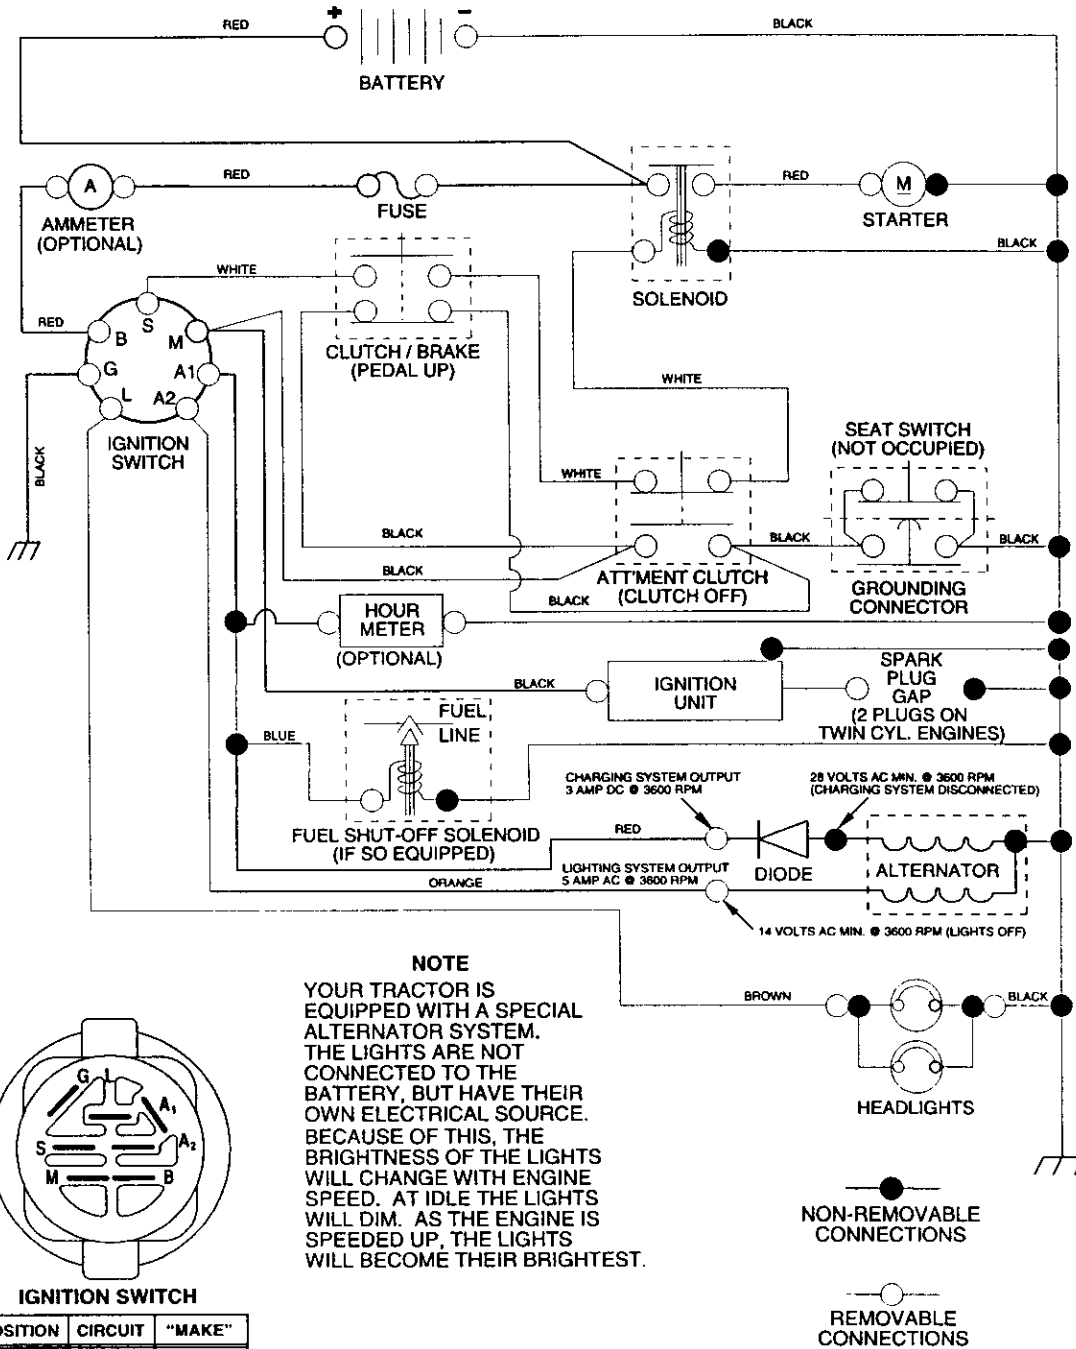 RED
+
−
BLACK
BATTERY
A
RED
AMMETER
(OPTIONAL)
FUSE
RED
M
STARTER
BLACK
SOLENOID
WHITE
RED
S
B
M
G
A1
L
A2
IGNITION
SWITCH
CLUTCH / BRAKE
(PEDAL UP)
WHITE
BLACK
SEAT SWITCH
(NOT OCCUPIED)
WHITE
BLACK
BLACK
BLACK
BLACK
ATT'MENT CLUTCH
(CLUTCH OFF)
BLACK
GROUNDING
CONNECTOR
HOUR
METER
(OPTIONAL)
BLACK
IGNITION
UNIT
SPARK
PLUG
GAP
(2 PLUGS ON
TWIN CYL. ENGINES)
BLUE
FUEL
LINE
FUEL SHUT-OFF SOLENOID
(IF SO EQUIPPED)
CHARGING SYSTEM OUTPUT
3 AMP DC @ 3600 RPM
28 VOLTS AC MIN. @ 3600 RPM
(CHARGING SYSTEM DISCONNECTED)
RED
DIODE
ALTERNATOR
LIGHTING SYSTEM OUTPUT
5 AMP AC @ 3600 RPM
ORANGE
14 VOLTS AC MIN. @ 3600 RPM (LIGHTS OFF)
BROWN
BLACK
HEADLIGHTS
NOTE
YOUR TRACTOR IS
EQUIPPED WITH A SPECIAL
ALTERNATOR SYSTEM.
THE LIGHTS ARE NOT
CONNECTED TO THE
BATTERY, BUT HAVE THEIR
OWN ELECTRICAL SOURCE.
BECAUSE OF THIS, THE
BRIGHTNESS OF THE LIGHTS
WILL CHANGE WITH ENGINE
SPEED. AT IDLE THE LIGHTS
WILL DIM. AS THE ENGINE IS
SPEEDED UP, THE LIGHTS
WILL BECOME THEIR BRIGHTEST.
G
L
A1
S
A2
M
B
IGNITION SWITCH
OSITION CIRCUIT "MAKE"
NON-REMOVABLE
CONNECTIONS
REMOVABLE
CONNECTIONS